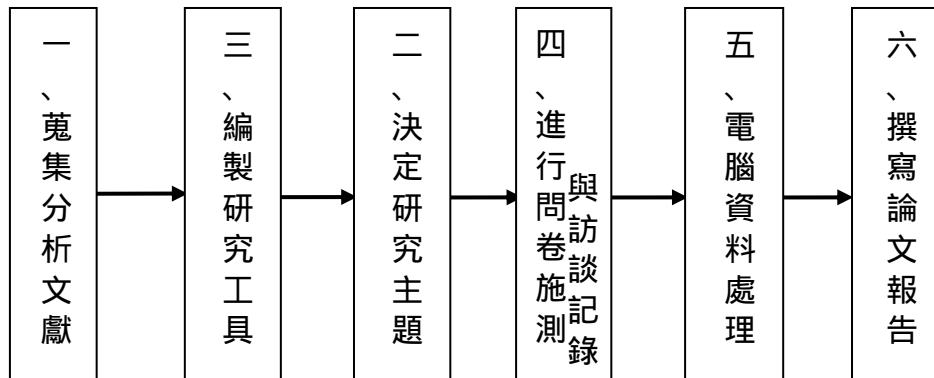 一、蒐集分析文獻
三、編製研究工具
二、決定研究主題
四、進行問卷施測
與訪談記錄
五、電腦資料處理
六、撰寫論文報告